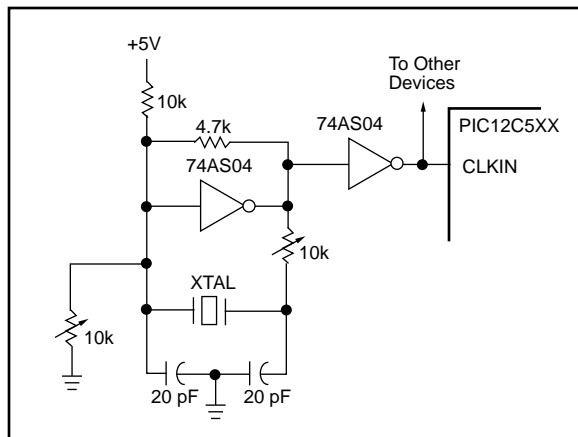 +5V
To Other
Devices
10k
4.7k
74AS04
PIC12C5XX
74AS04
CLKIN
10k
XTAL
10k
20 pF
20 pF